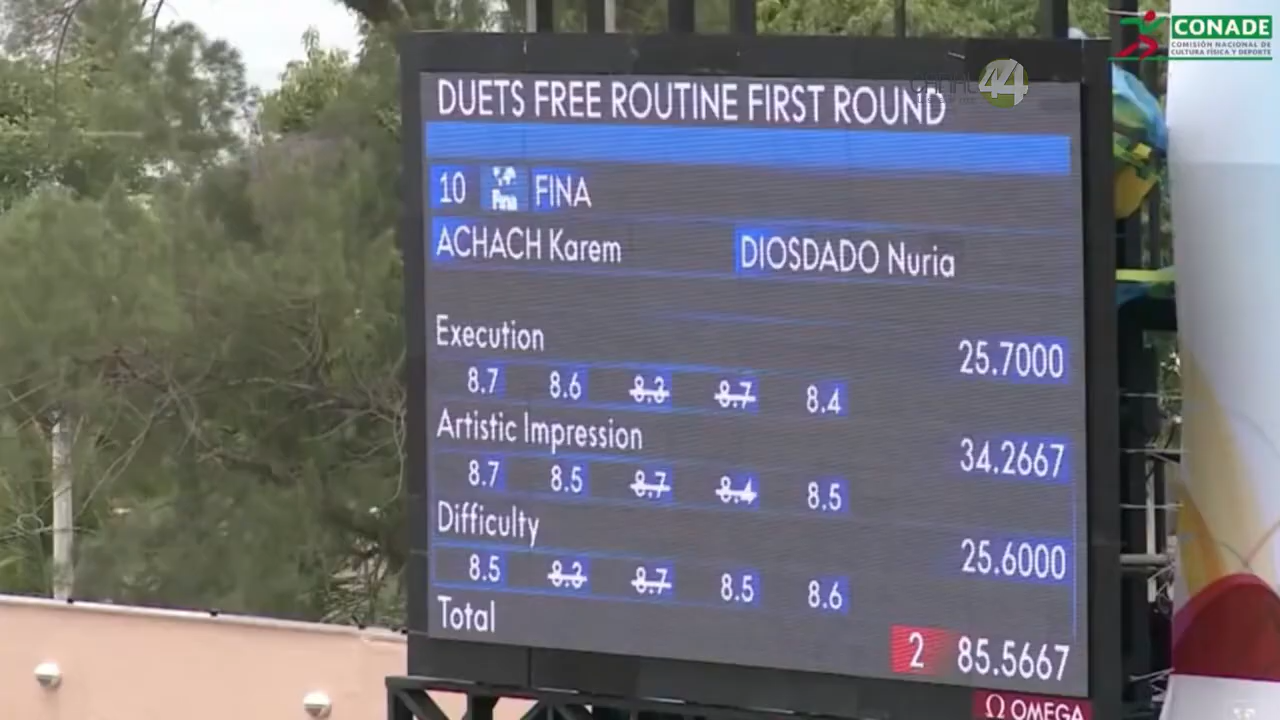 CONADE
COMISIÓN NACIONAL DE
CULTURA FÍSICA Y DEPORTE
canal 44
DUETS FREE ROUTINE FIRST ROUND
10 fina FINA
ACHACH Karem DIOSDADO Nuria
Execution 25.7000
8.7 8.6 8.3 8.7 8.4
Artistic Impression 34.2667
8.7 8.5 8.7 8.4 8.5
Difficulty 25.6000
8.5 8.3 8.7 8.5 8.6
Total 2 85.5667
Ω OMEGA